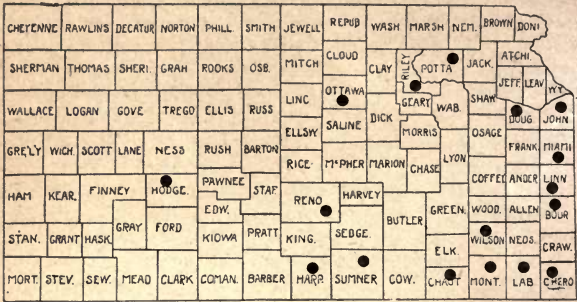 CHEYENNE RAWLINS DECATUR NORTON PHILL. SMITH JEWELL REPUB WASH MARSH NEM. BROWN DONI
SHERMAN THOMAS SHERI. GRAH ROOKS OSB. MITCH CLOUD CLAY RILEY POTTA JACK. ATCHI.
JEFF. LEAV WY.
WALLACE LOGAN GOVE TREGO ELLIS RUSS LINC OTTAWA GEARY WAB. SHAW DOUG. JOHN.
ELLSW SALINE DICK MORRIS OSAGE FRANK. MIAMI
GRE'LY WICH. SCOTT LANE NESS RUSH BARTON RICE- M'PHER MARION CHASE LYON COFFEE ANDER LINN
HAM KEAR. FINNEY HODGE. PAWNEE STAF. RENO HARVEY BUTLER GREEN. WOOD. ALLEN BOUR
EDW.
STAN. GRANT HASK. GRAY FORD KIOWA PRATT KING. SEDGE. ELK. WILSON NEOS. CRAW.
MORT. STEV. SEW. MEAD CLARK COMAN. BARBER HARP. SUMNER COW. CHAUT MONT. LAB. CHERO